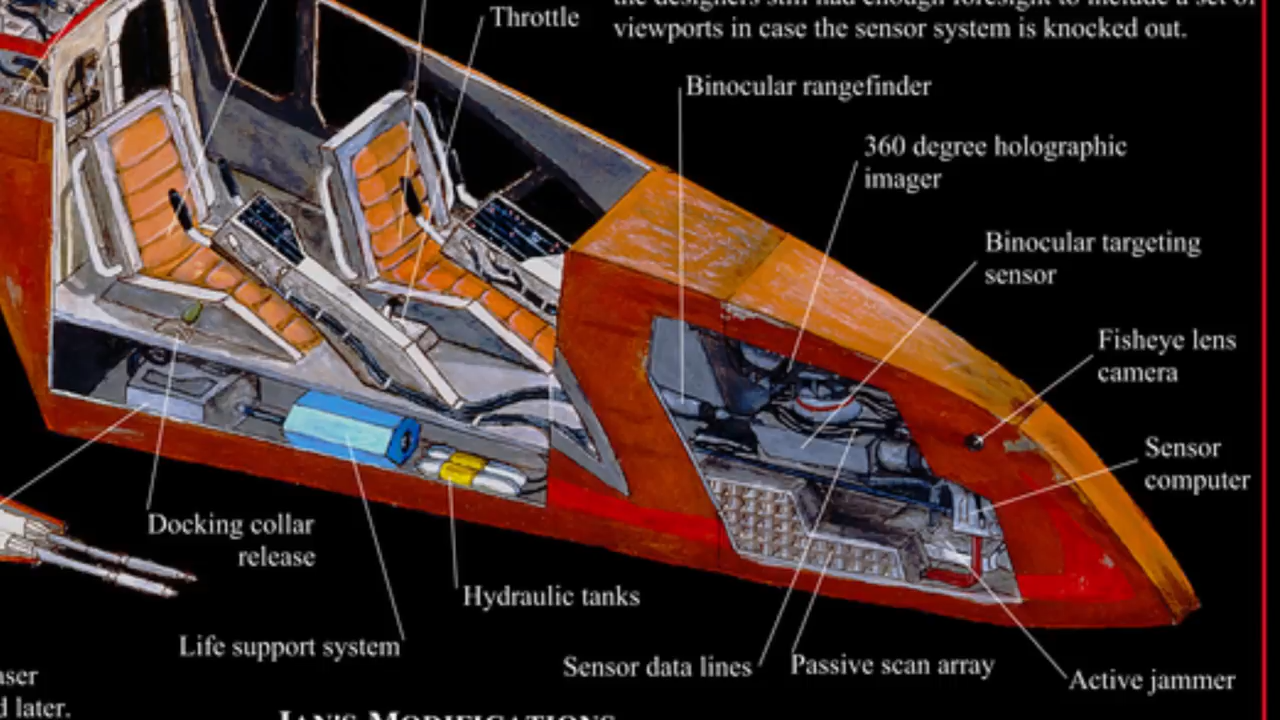 Throttle
the designers still had enough foresight to include a set of
viewports in case the sensor system is knocked out.
Binocular rangefinder
360 degree holographic
imager
Binocular targeting
sensor
Fisheye lens
camera
Sensor
computer
Docking collar
release
Hydraulic tanks
Life support system
Sensor data lines
Passive scan array
Active jammer
d later.
IAN'S MODIFICATIONS